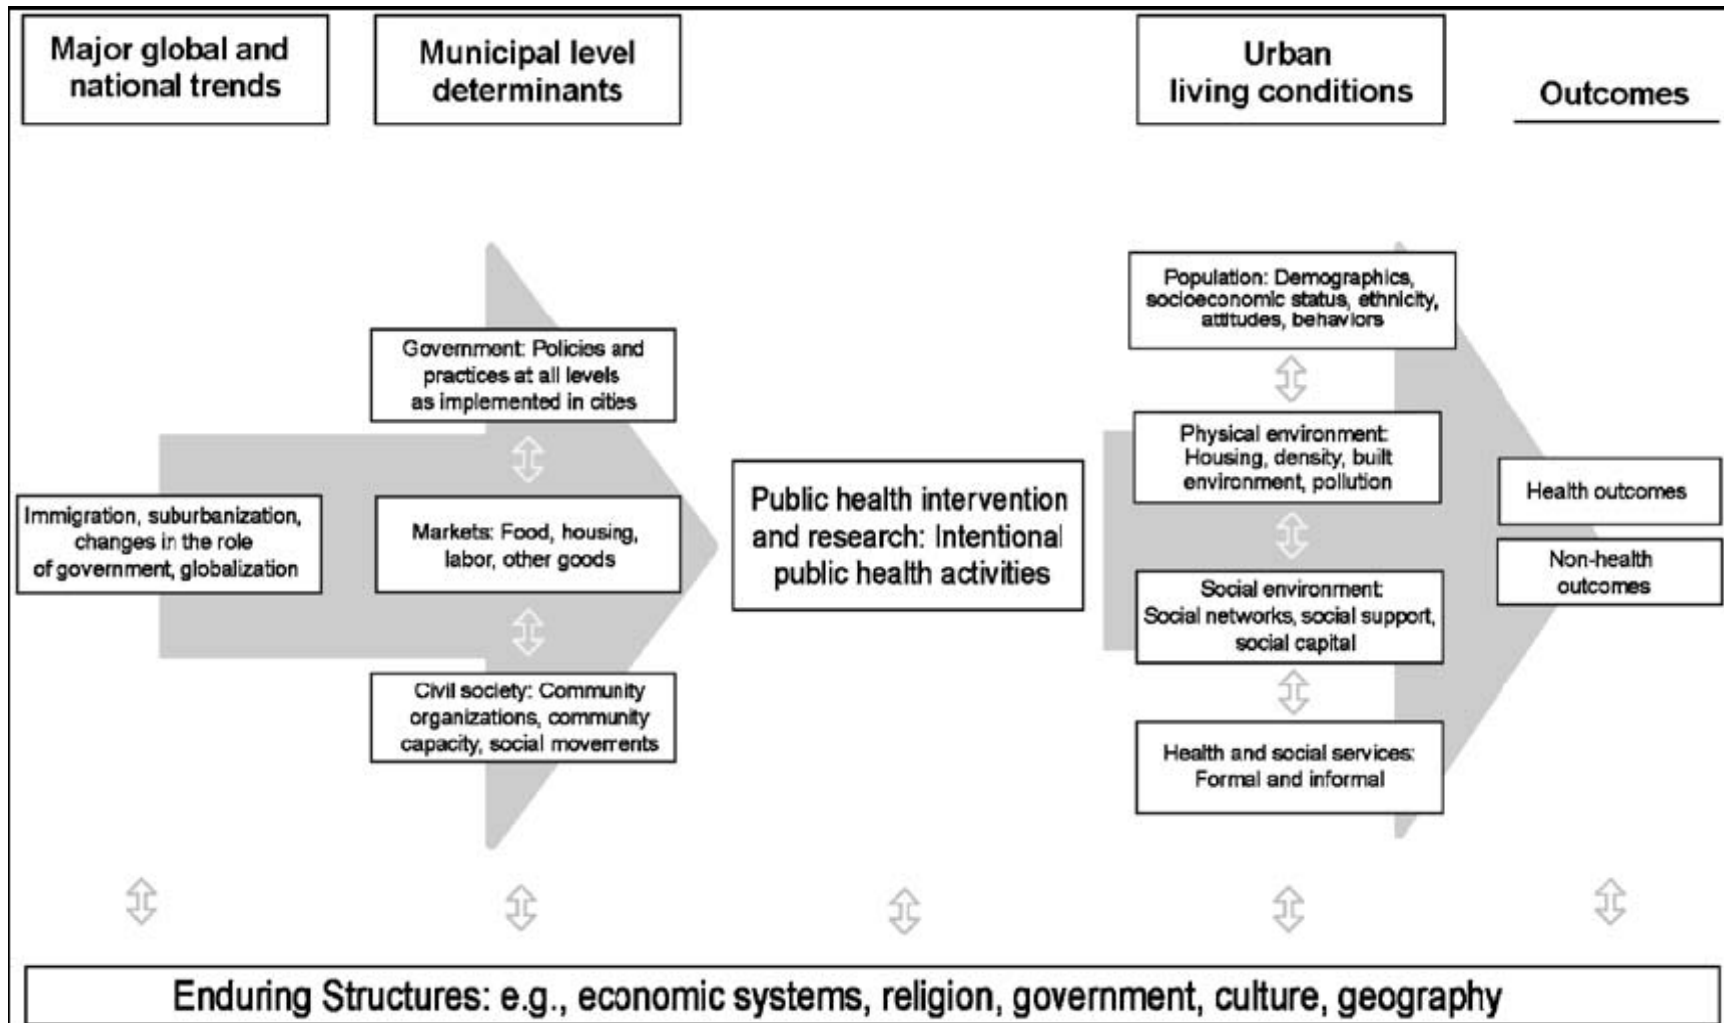 Major global and
national trends
Municipal level
determinants
Urban
living conditions
Outcomes
Immigration, suburbanization,
changes in the role
of government, globalization
Government: Policies and
practices at all levels
as implemented in cities
Markets: Food, housing,
labor, other goods
Civil society: Community
organizations, community
capacity, social movements
Public health intervention
and research: Intentional
public health activities
Population: Demographics,
socioeconomic status, ethnicity,
attitudes, behaviors
Physical environment:
Housing, density, built
environment, pollution
Social environment:
Social networks, social support,
social capital
Health and social services:
Formal and informal
Health outcomes
Non-health
outcomes
Enduring Structures: e.g., economic systems, religion, government, culture, geography